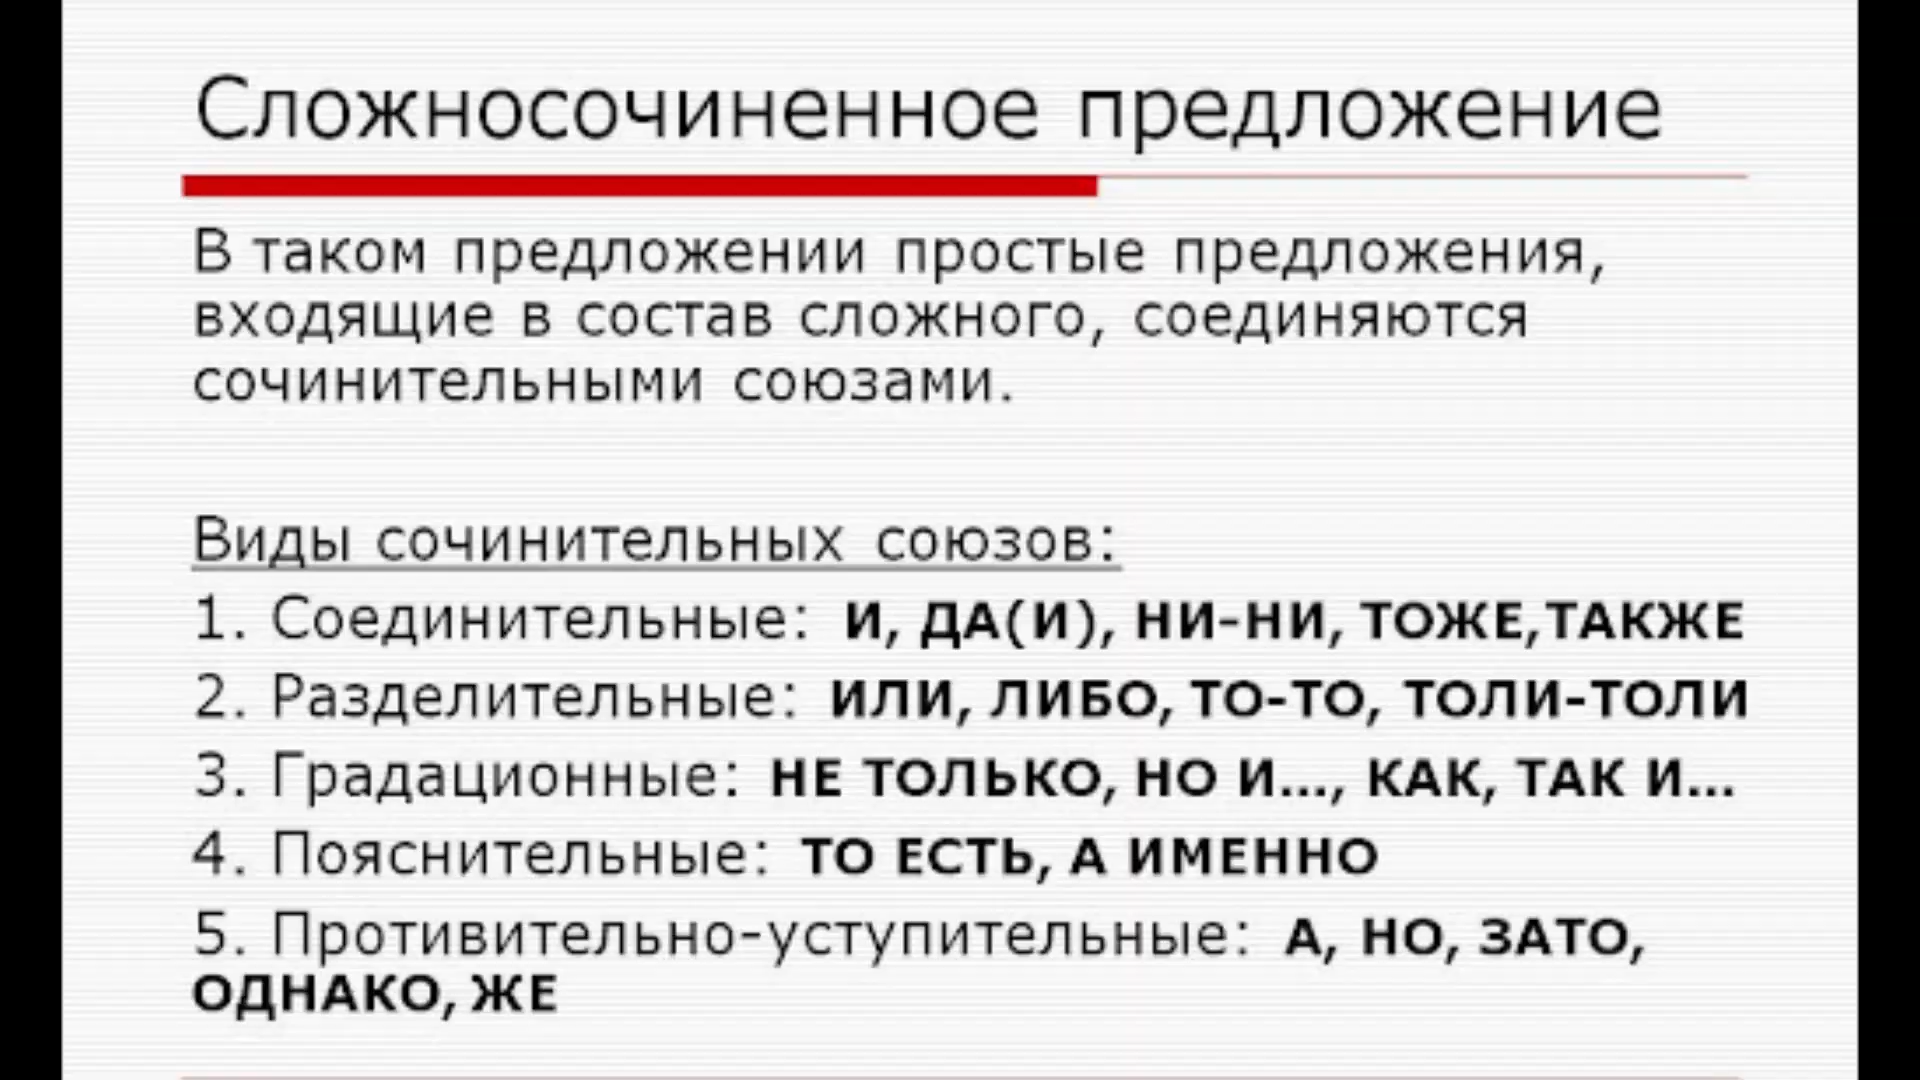 Сложносочиненное предложение
В таком предложении простые предложения,
входящие в состав сложного, соединяются
сочинительными союзами.
Виды сочинительных союзов:
1. Соединительные: И, ДА(И), НИ-НИ, ТОЖЕ,ТАКЖЕ
2. Разделительные: ИЛИ, ЛИБО, ТО-ТО, ТОЛИ-ТОЛИ
3. Градационные: НЕ ТОЛЬКО, НО И..., КАК, ТАК И...
4. Пояснительные: ТО ЕСТЬ, А ИМЕННО
5. Противительно-уступительные: А, НО, ЗАТО,
ОДНАКО, ЖЕ